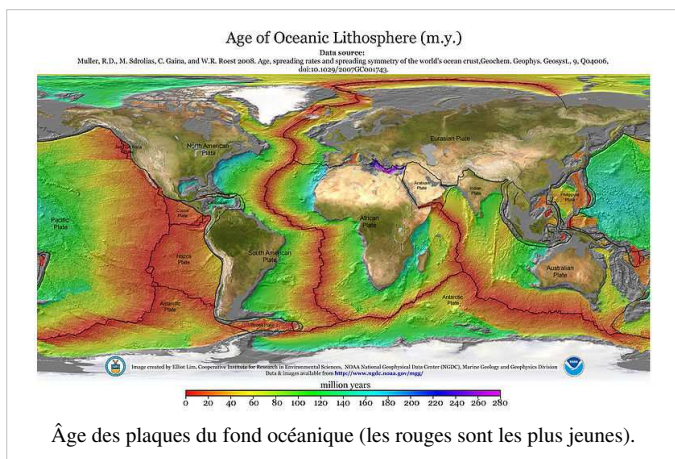 Age of Oceanic Lithosphere (m.y.)
Data source:
Muller, R.D., M. Sdrolias, C. Gaina, and W.R. Roest 2008. Age, spreading rates and spreading symmetry of the world's ocean crust,Geochem. Geophys. Geosyst., 9, Q04006,
doi:10.1029/2007GC001743.
North American
Plate
Eurasian Plate
Arabian
Plate
Indian
Plate
Pacific
Plate
African
Plate
Nazca
Plate
South American
Plate
Australian
Plate
Antarctic
Plate
Antarctic
Plate
Image created by Elliot Lim, Cooperative Institute for Research in Environmental Sciences, NOAA National Geophysical Data Center (NGDC), Marine Geology and Geophysics Division
Data & images available from http://www.ngdc.noaa.gov/mgg/
million years
0 20 40 60 80 100 120 140 160 180 200 220 240 260 280
Âge des plaques du fond océanique (les rouges sont les plus jeunes).